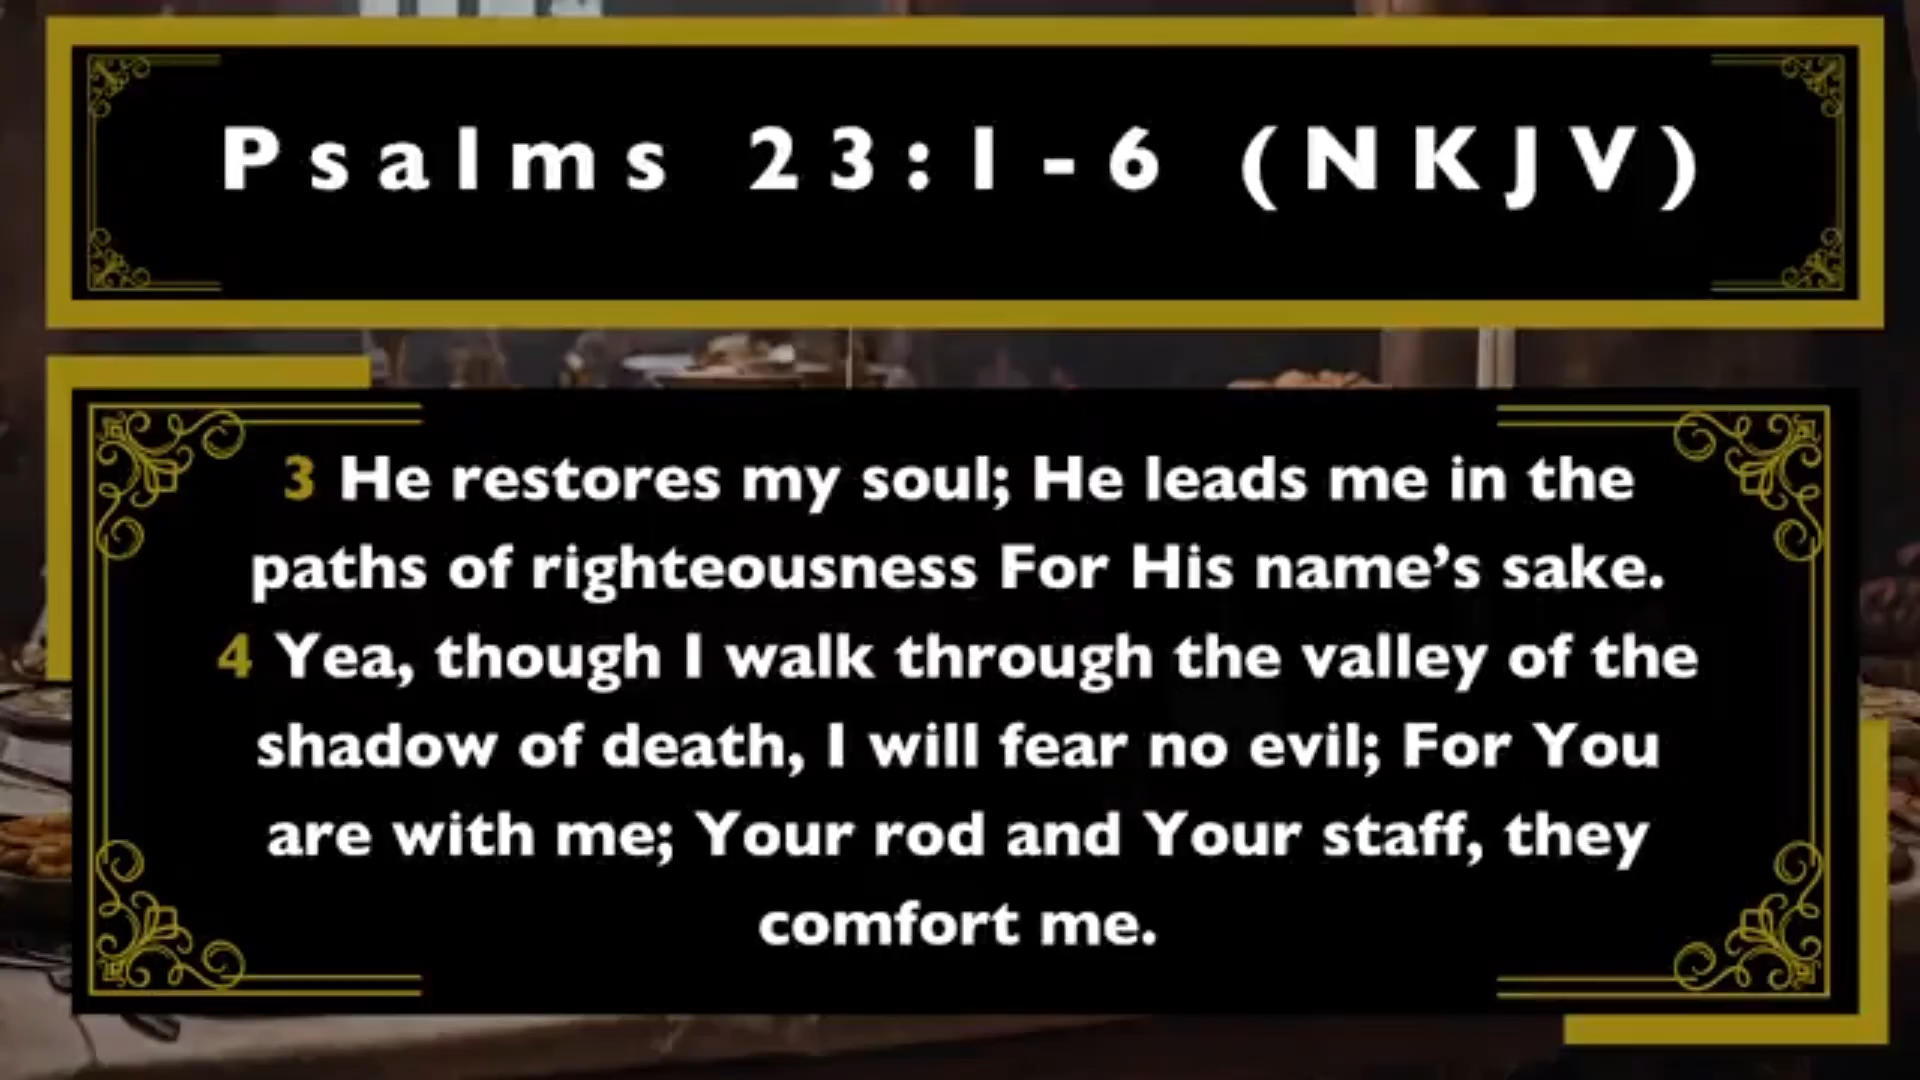 Psalms 23:1-6 (NKJV)
3 He restores my soul; He leads me in the
paths of righteousness For His name’s sake.
4 Yea, though I walk through the valley of the
shadow of death, I will fear no evil; For You
are with me; Your rod and Your staff, they
comfort me.